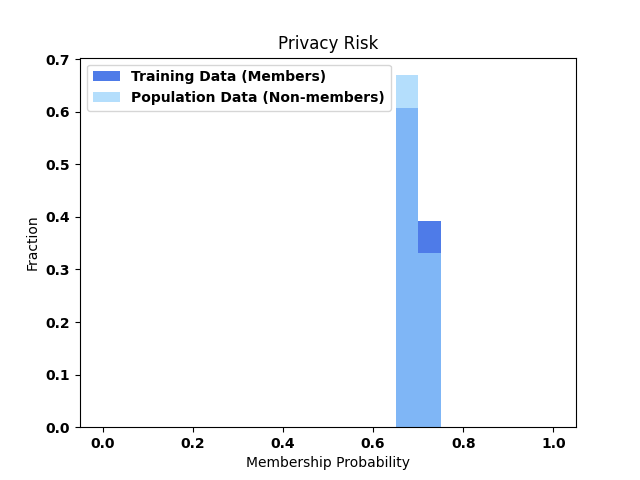 Privacy Risk
Training Data (Members)
Population Data (Non-members)
0.7
0.6
0.5
0.4
0.3
0.2
0.1
0.0
Fraction
0.0 0.2 0.4 0.6 0.8 1.0
Membership Probability